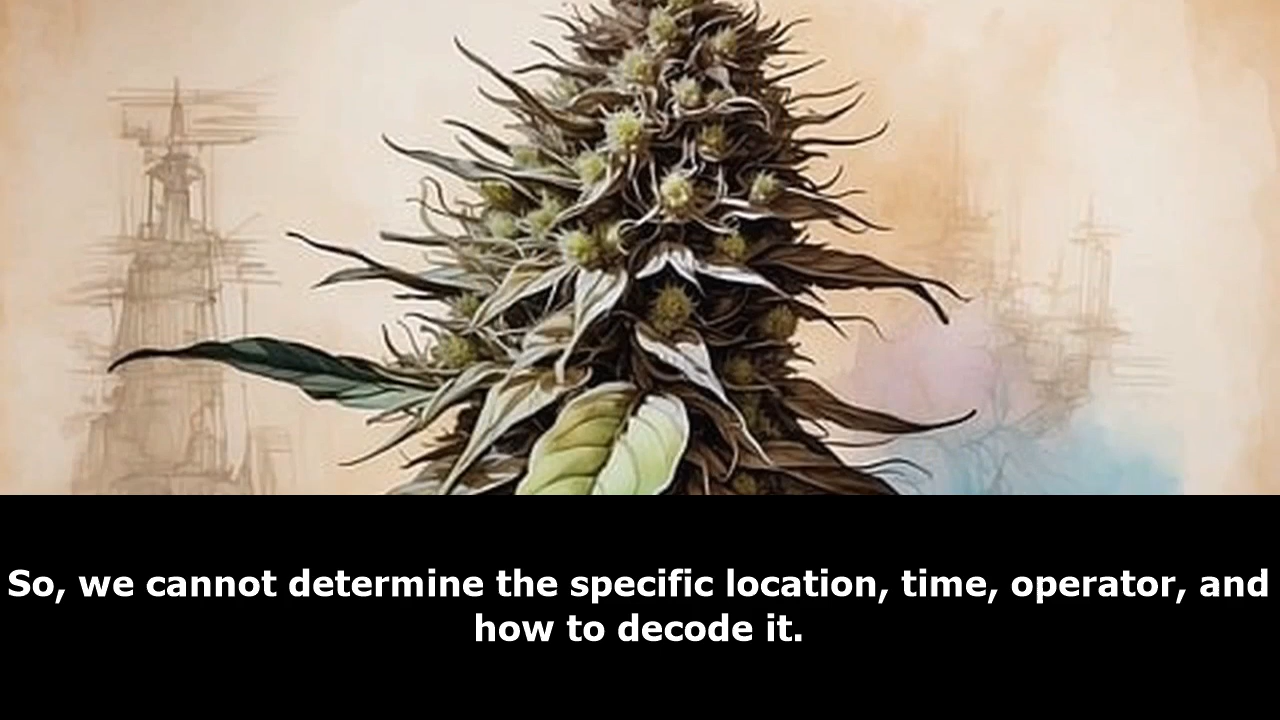 So, we cannot determine the specific location, time, operator, and
how to decode it.